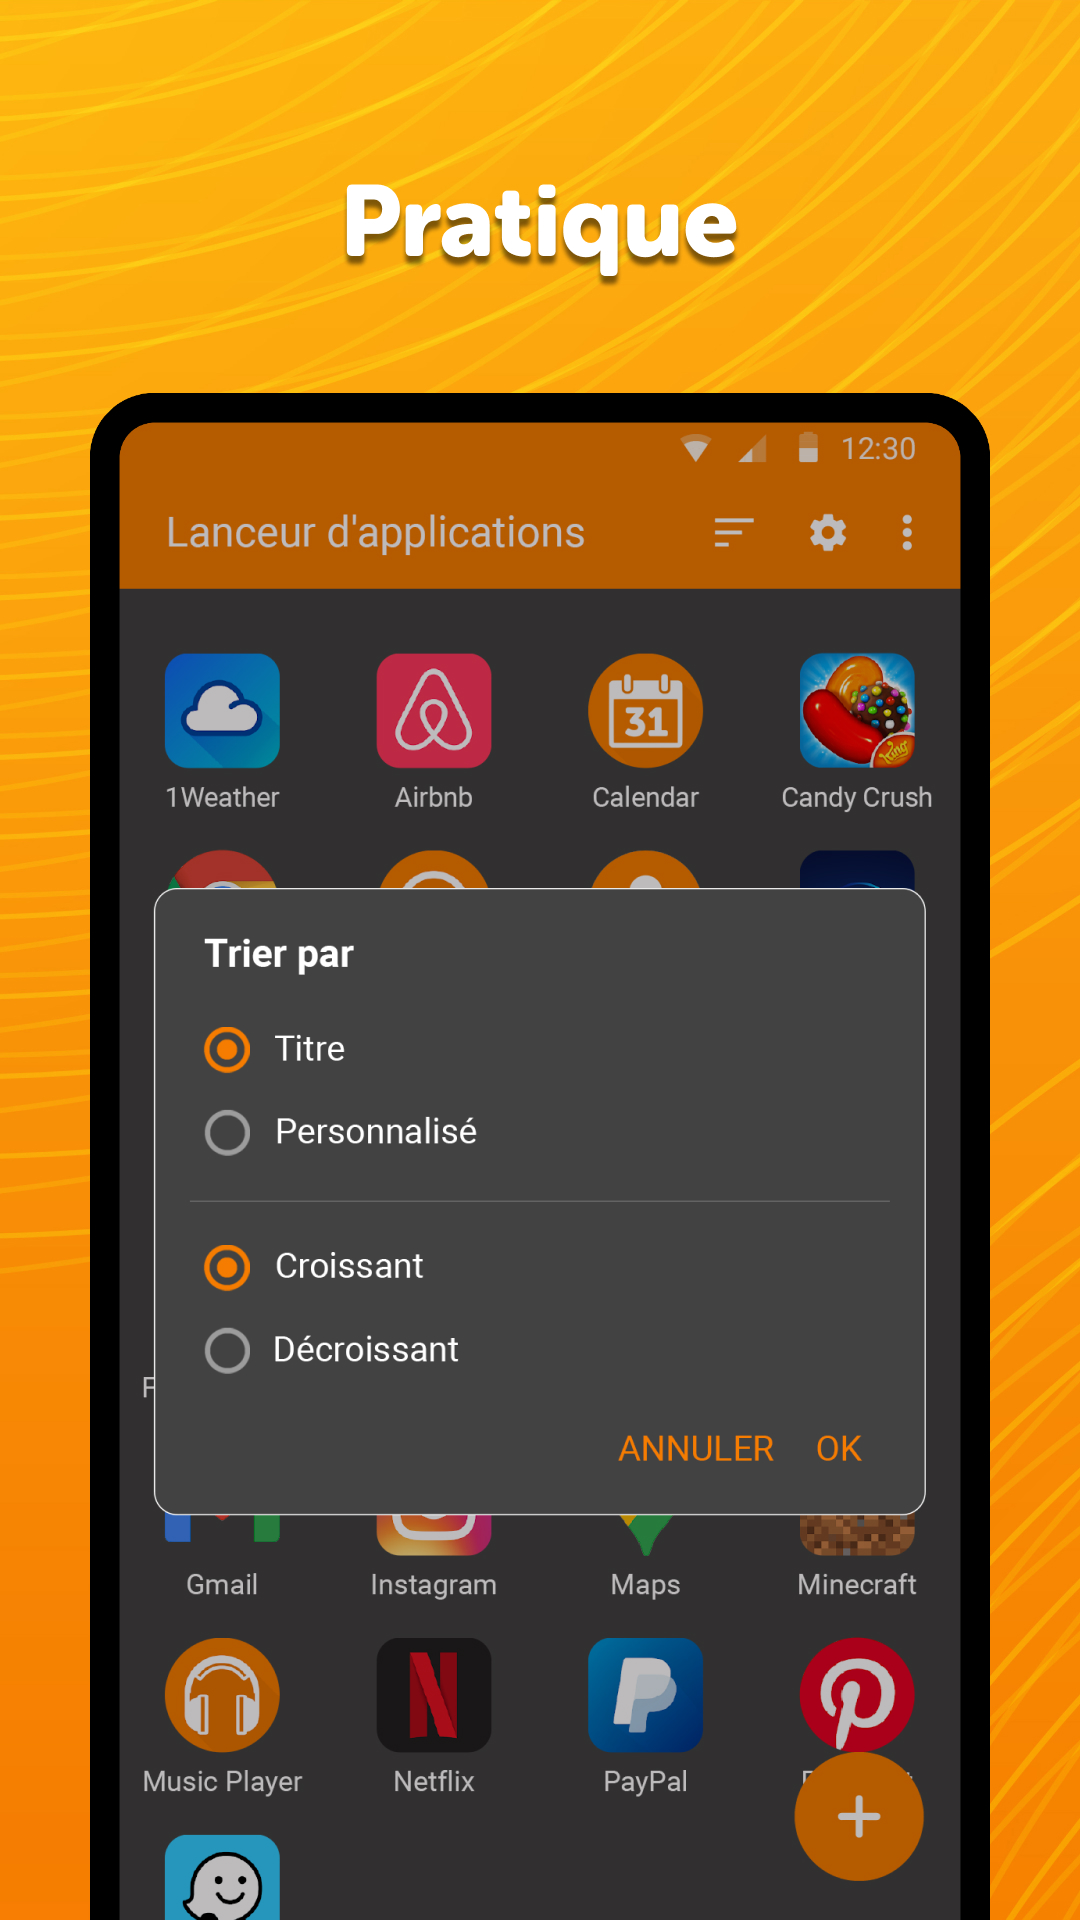 Pratique
12:30
Lanceur d'applications
31
King
1Weather Airbnb Calendar Candy Crush
Trier par
Titre
Personnalisé
Croissant
Décroissant
F
ANNULER OK
Gmail Instagram Maps Minecraft
Music Player Netflix PayPal